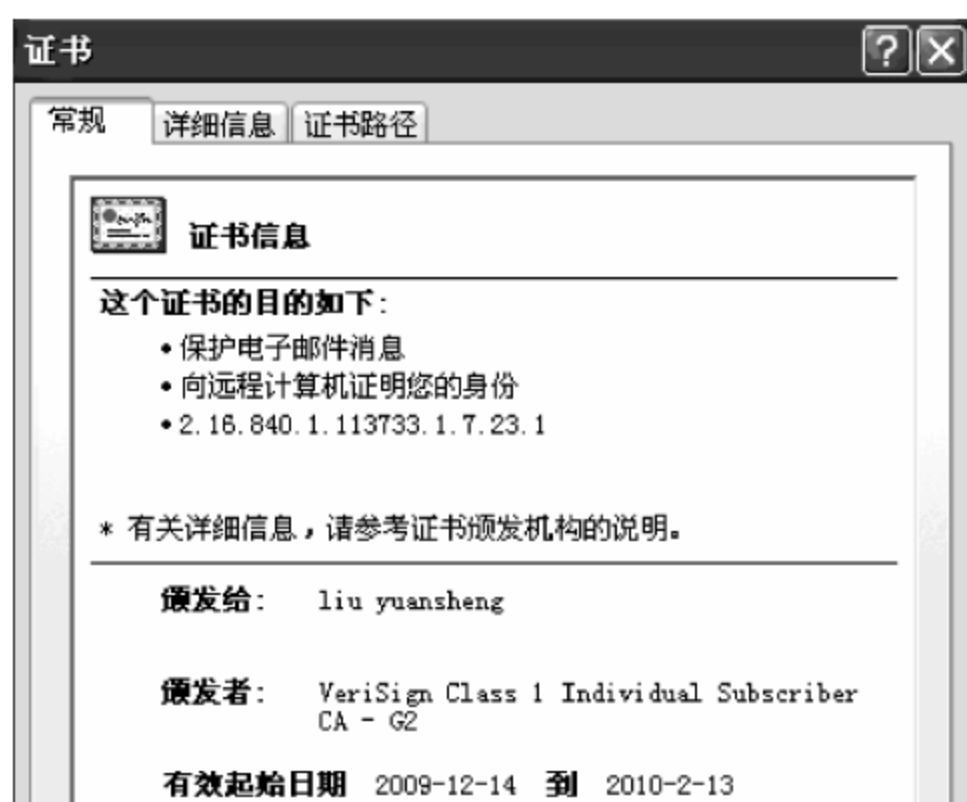 证书
常规 详细信息 证书路径
证书信息
这个证书的目的如下:
•保护电子邮件消息
•向远程计算机证明您的身份
•2.16.840.1.113733.1.7.23.1
* 有关详细信息，请参考证书颁发机构的说明。
颁发给: liu yuansheng
颁发者: VeriSign Class 1 Individual Subscriber
CA - G2
有效起始日期 2009-12-14 到 2010-2-13